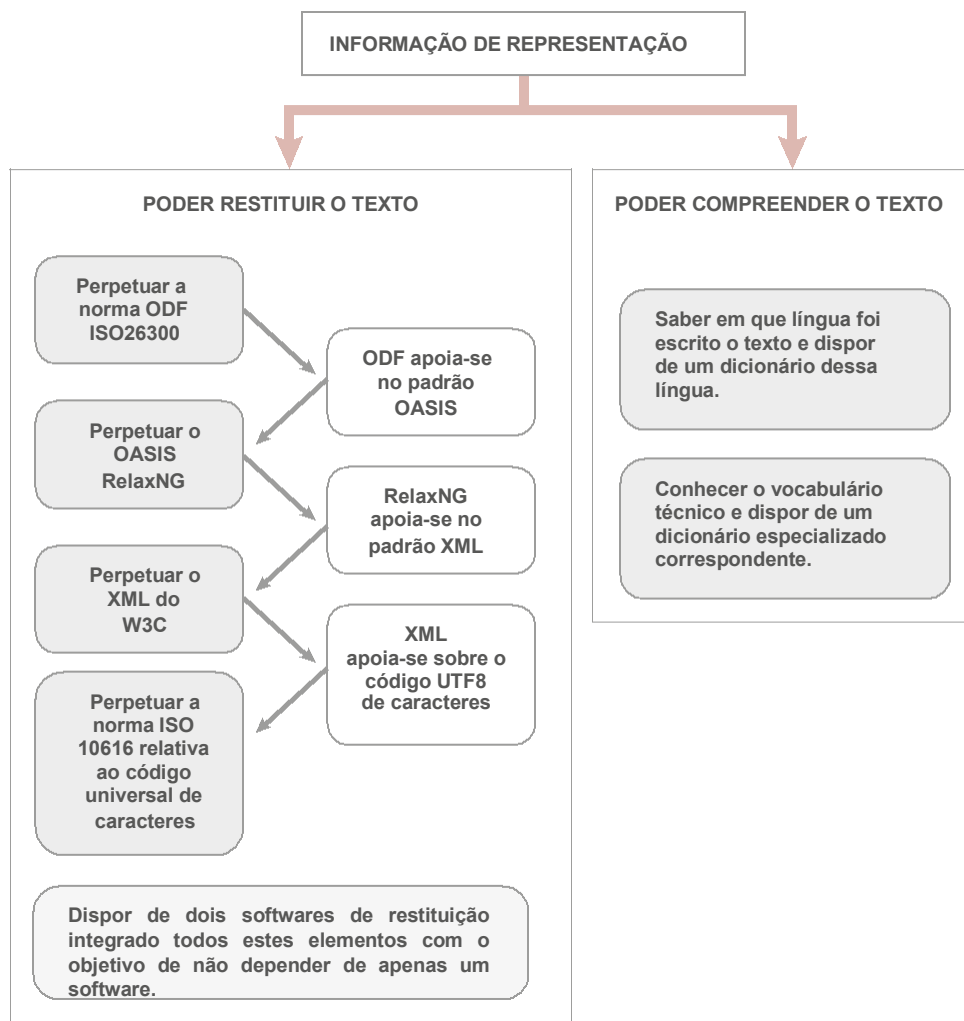 INFORMAÇÃO DE REPRESENTAÇÃO
PODER RESTITUIR O TEXTO
Perpetuar a
norma ODF
ISO26300
ODF apoia-se
no padrão
OASIS
Perpetuar o
OASIS
RelaxNG
RelaxNG
apoia-se no
padrão XML
Perpetuar o
XML do
W3C
XML
apoia-se sobre o
código UTF8
de caracteres
Perpetuar a
norma ISO
10616 relativa
ao código
universal de
caracteres
Dispor de dois softwares de restituição
integrado todos estes elementos com o
objetivo de não depender de apenas um
software.
PODER COMPREENDER O TEXTO
Saber em que língua foi
escrito o texto e dispor
de um dicionário dessa
língua.
Conhecer o vocabulário
técnico e dispor de um
dicionário especializado
correspondente.